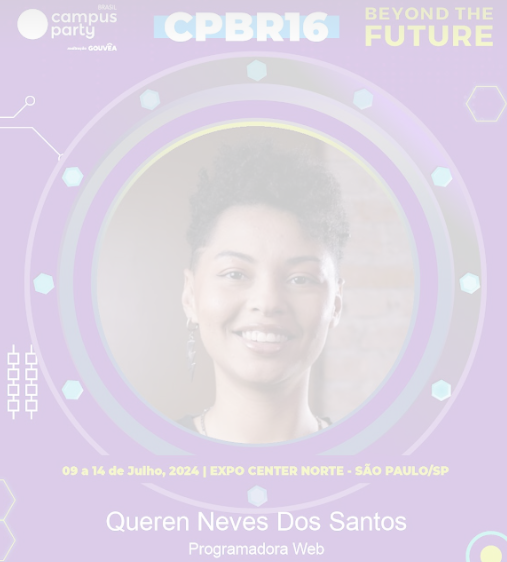 BRASIL
campus
party
realização GOUVÊA
CPBR16
BEYOND THE
FUTURE
09 a 14 de Julho, 2024 | EXPO CENTER NORTE - SÃO PAULO/SP
Queren Neves Dos Santos
Programadora Web